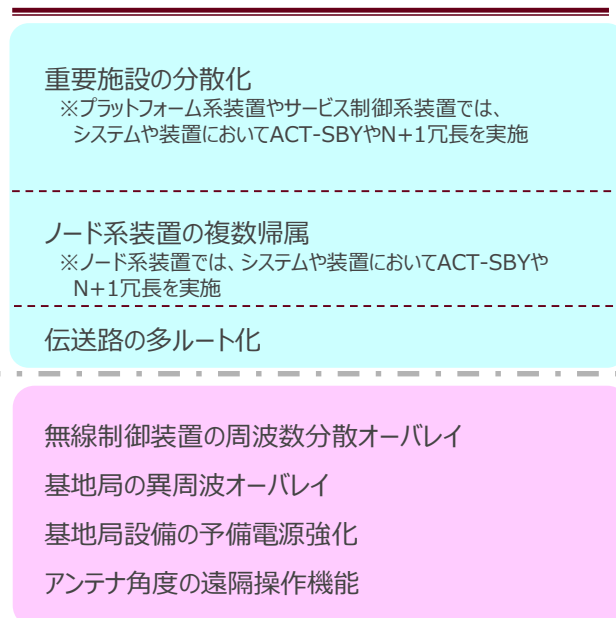 重要施設の分散化
※プラットフォーム系装置やサービス制御系装置では、
システムや装置においてACT-SBYやN+1冗長を実施
ノード系装置の複数帰属
※ノード系装置では、システムや装置においてACT-SBYや
N+1冗長を実施
伝送路の多ルート化
無線制御装置の周波数分散オーバレイ
基地局の異周波オーバレイ
基地局設備の予備電源強化
アンテナ角度の遠隔操作機能